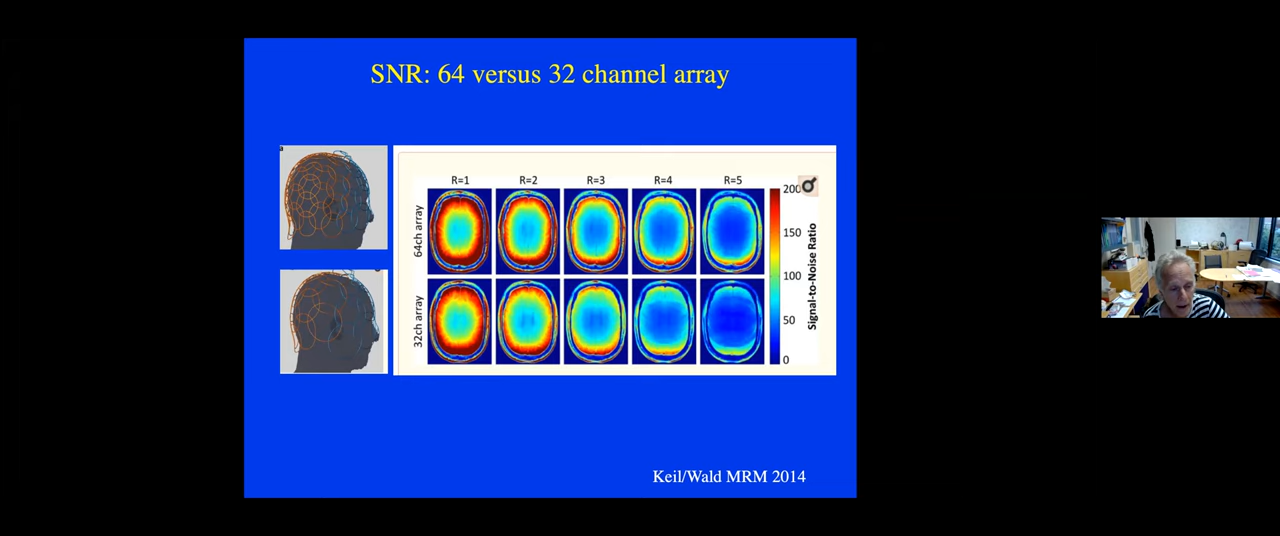 SNR: 64 versus 32 channel array
a
R=1 R=2 R=3 R=4 R=5
64ch array
32ch array
200
150
100
50
0
Signal-to-Noise Ratio
Keil/Wald MRM 2014